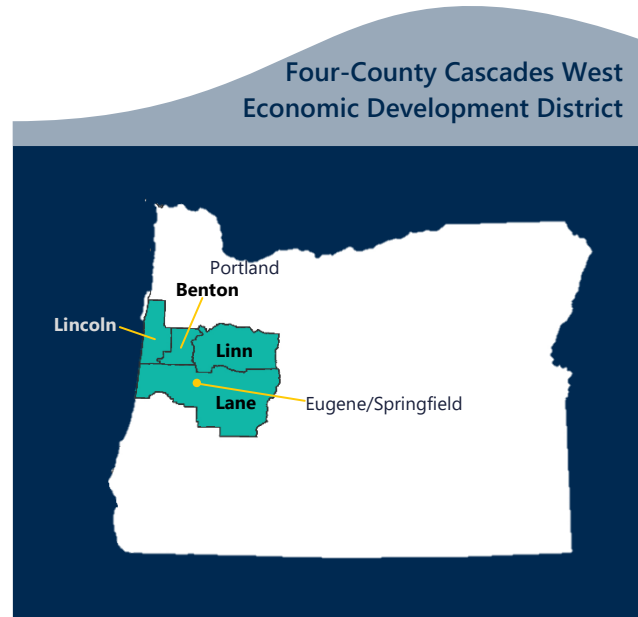 Four-County Cascades West
Economic Development District
Portland
Benton
Lincoln
Linn
Lane
Eugene/Springfield